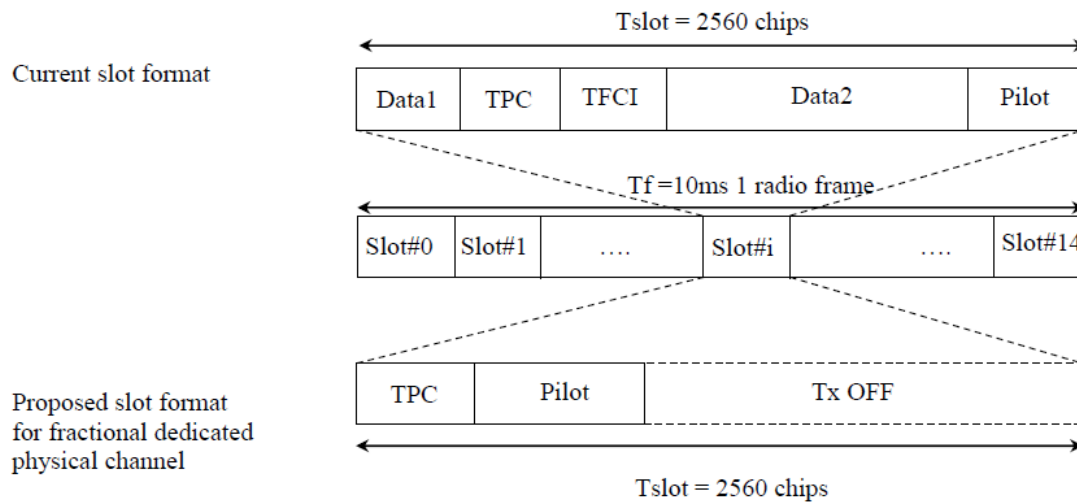 Tslot = 2560 chips
Current slot format
Data1 TPC TFCI Data2 Pilot
Tf =10ms 1 radio frame
Slot#0 Slot#1 .... Slot#i .... Slot#14
TPC Pilot Tx OFF
Proposed slot format
for fractional dedicated
physical channel
Tslot = 2560 chips